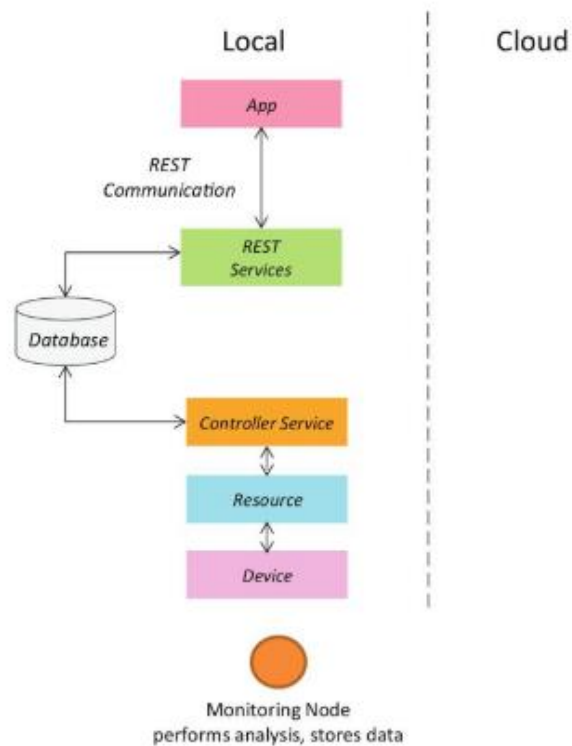 Local
Cloud
App
REST
Communication
REST
Services
Database
Controller Service
Resource
Device
Monitoring Node
performs analysis, stores data